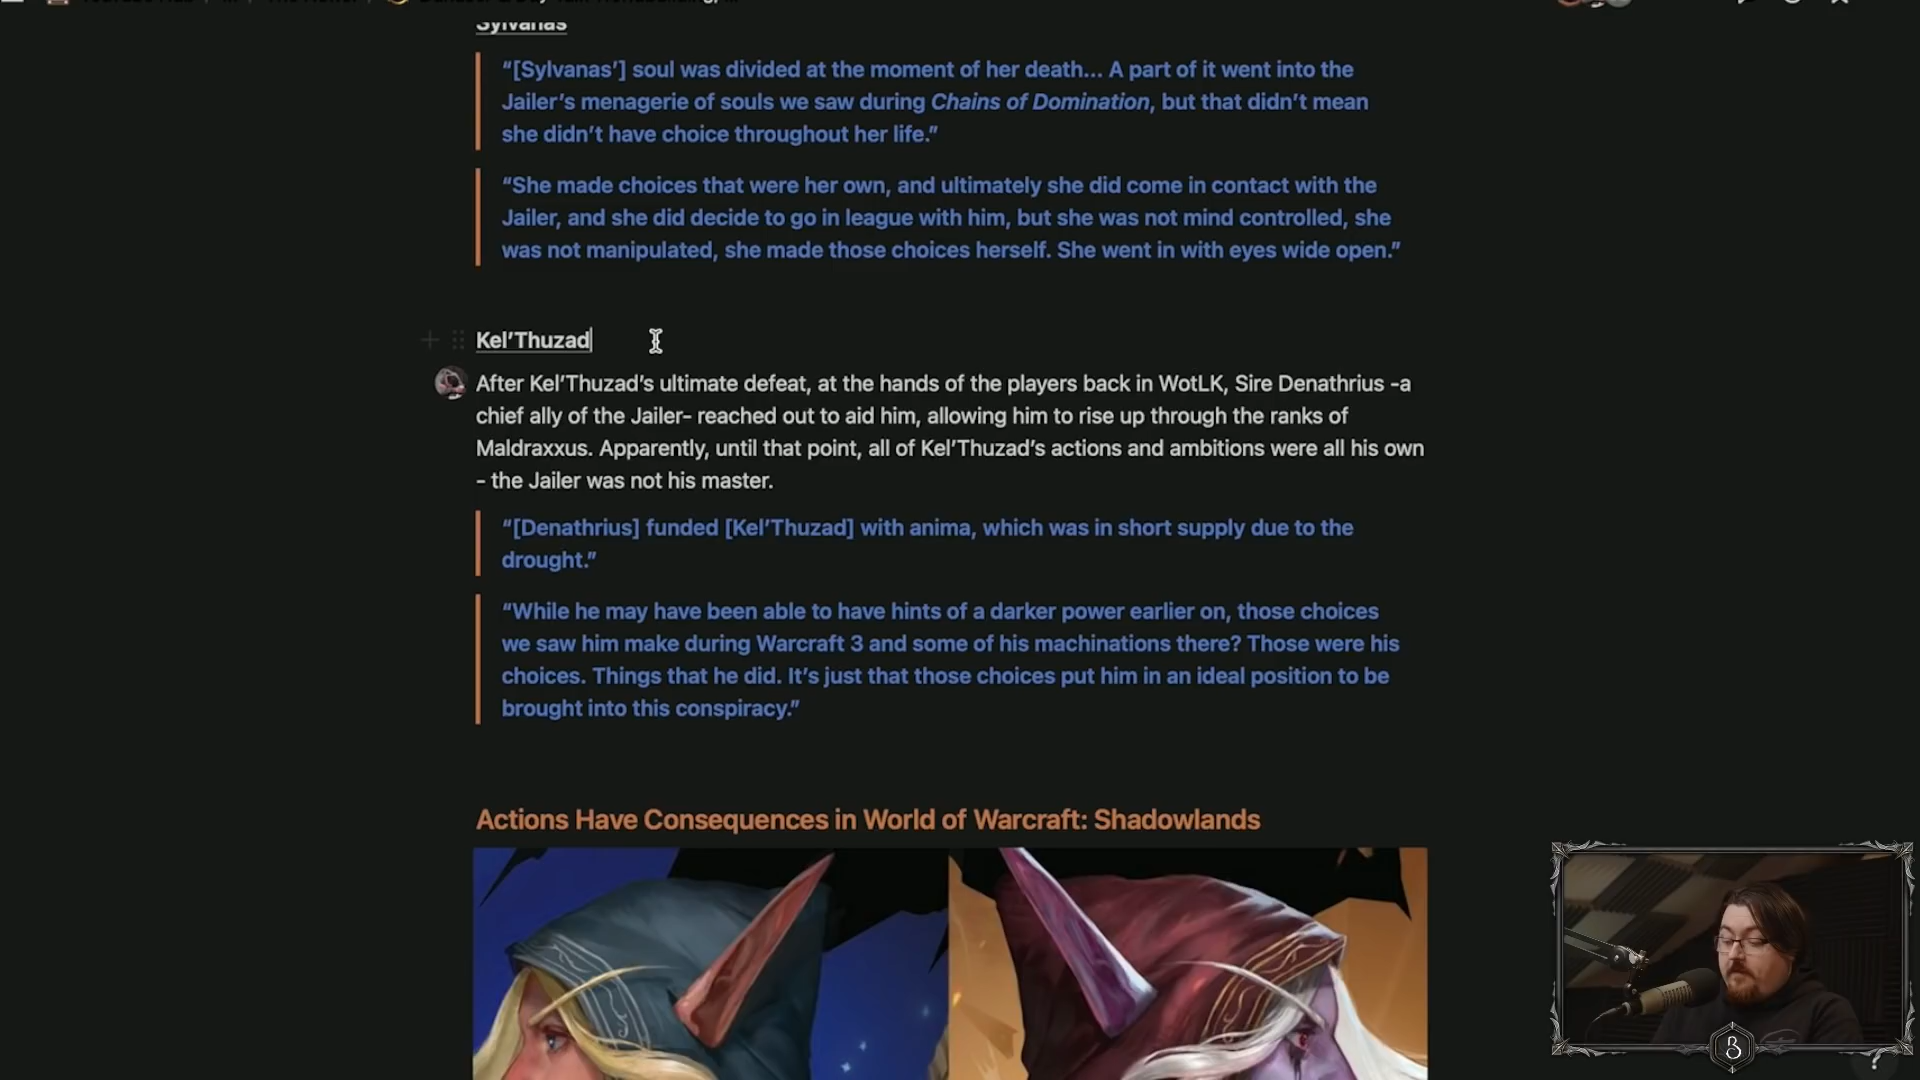 Sylvanas
“[Sylvanas’] soul was divided at the moment of her death... A part of it went into the
Jailer’s menagerie of souls we saw during Chains of Domination, but that didn’t mean
she didn’t have choice throughout her life.”
“She made choices that were her own, and ultimately she did come in contact with the
Jailer, and she did decide to go in league with him, but she was not mind controlled, she
was not manipulated, she made those choices herself. She went in with eyes wide open.”
Kel’Thuzad
After Kel’Thuzad’s ultimate defeat, at the hands of the players back in WotLK, Sire Denathrius -a
chief ally of the Jailer- reached out to aid him, allowing him to rise up through the ranks of
Maldraxxus. Apparently, until that point, all of Kel’Thuzad’s actions and ambitions were all his own
- the Jailer was not his master.
“[Denathrius] funded [Kel’Thuzad] with anima, which was in short supply due to the
drought.”
“While he may have been able to have hints of a darker power earlier on, those choices
we saw him make during Warcraft 3 and some of his machinations there? Those were his
choices. Things that he did. It’s just that those choices put him in an ideal position to be
brought into this conspiracy.”
Actions Have Consequences in World of Warcraft: Shadowlands
B
?